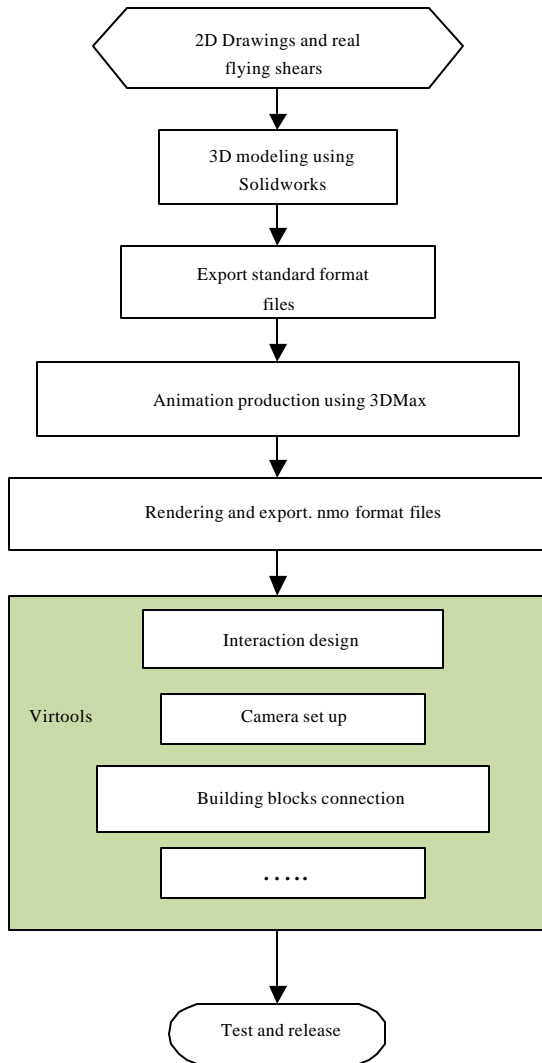 2D Drawings and real
flying shears
3D modeling using
Solidworks
Export standard format
files
Animation production using 3DMax
Rendering and export. nmo format files
Interaction design
Virtools
Camera set up
Building blocks connection
.....
Test and release